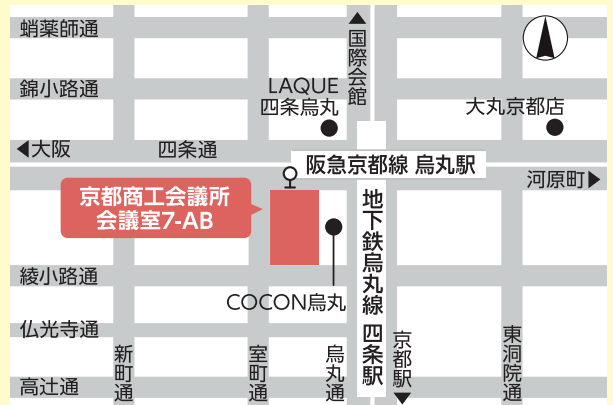 蛸薬師通
国際会館
錦小路通
LAQUE
四条烏丸
大丸京都店
大阪
四条通
阪急京都線 烏丸駅
河原町
京都商工会議所
会議室7-AB
地下鉄烏丸線 四条駅
綾小路通
COCON烏丸
仏光寺通
新町通
室町通
烏丸通
京都駅
東洞院通
高辻通